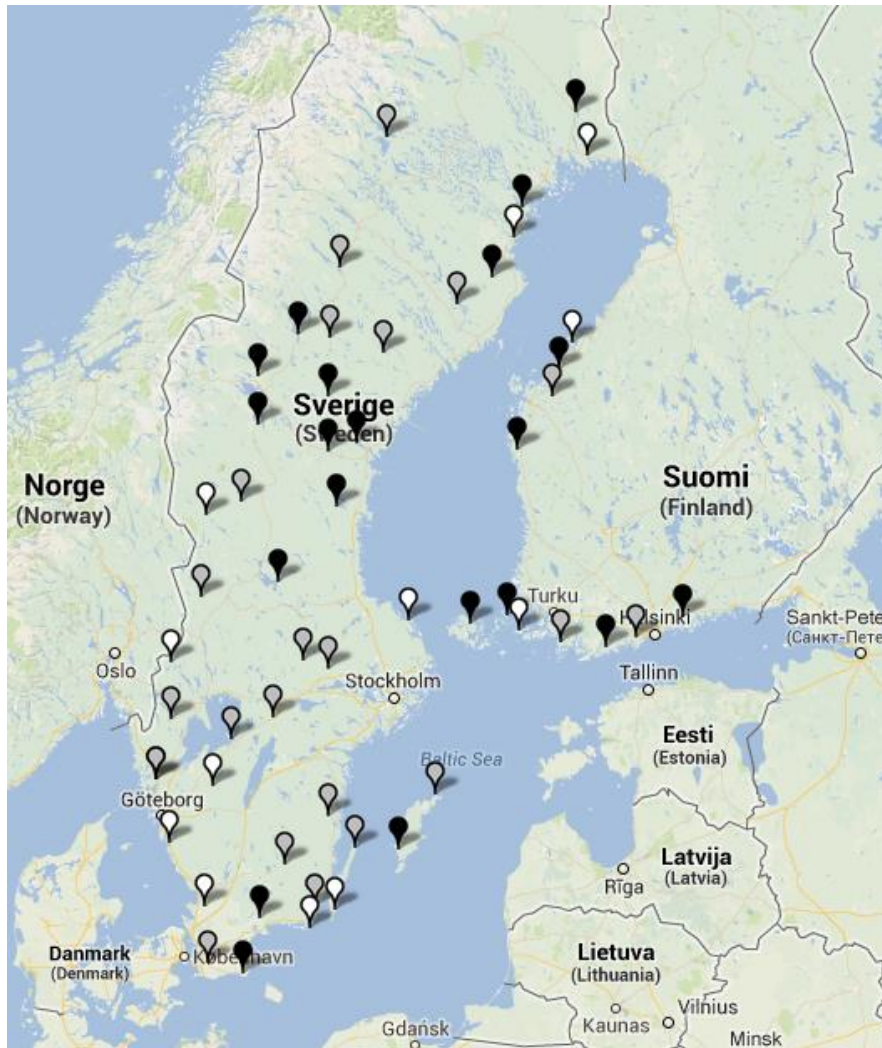 Sverige
(Sweden)
Norge
(Norway)
Suomi
(Finland)
Turku
Helsinki
Sankt-Pete
(Санкт-Пете
Oslo
Stockholm
Tallinn
Eesti
(Estonia)
Baltic Sea
Göteborg
Latvija
(Latvia)
Rīga
Danmark
(Denmark)
København
Lietuva
(Lithuania)
Vilnius
Kaunas
Gdańsk
Minsk